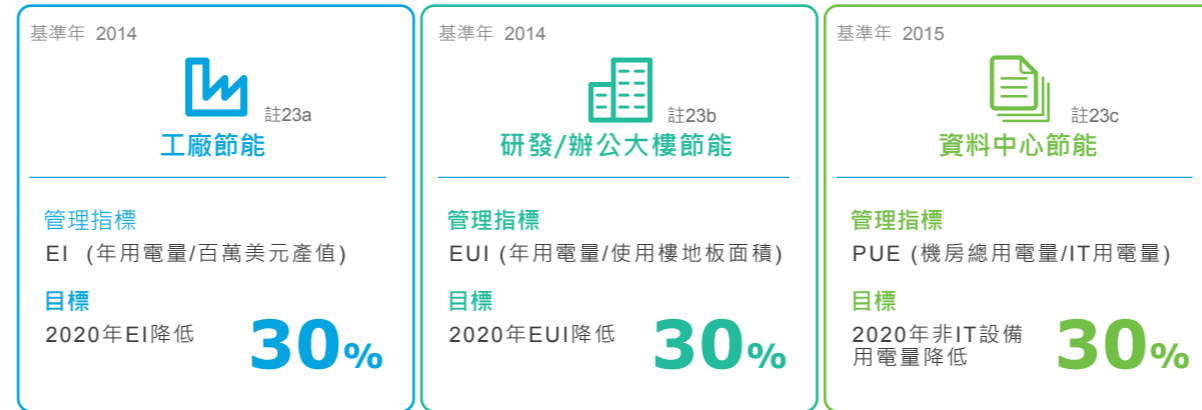 基準年 2014
註23a
工廠節能
管理指標
EI (年用電量/百萬美元產值)
目標
2020年EI降低
30%
基準年 2014
註23b
研發/辦公大樓節能
管理指標
EUI (年用電量/使用樓地板面積)
目標
2020年EUI降低
30%
基準年 2015
註23c
資料中心節能
管理指標
PUE (機房總用電量/IT用電量)
目標
2020年非IT設備
用電量降低
30%